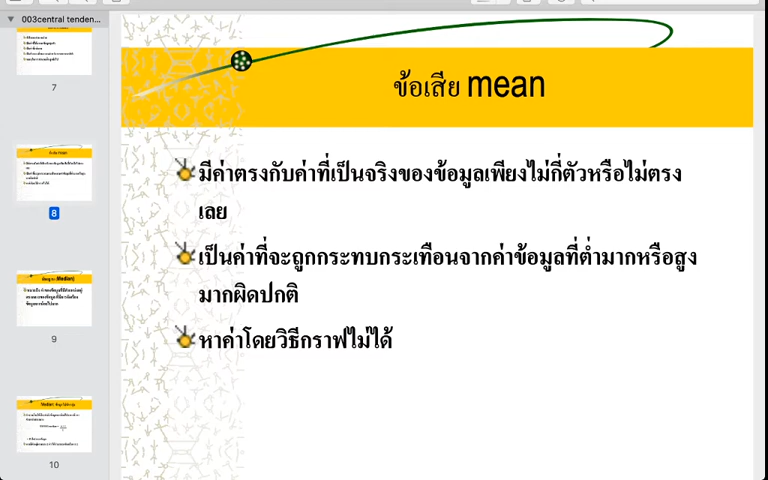 003central tenden...
7
8
9
10
ข้อเสีย mean
มีค่าตรงกับค่าที่เป็นจริงของข้อมูลเพียงไม่กี่ตัวหรือไม่ตรง
เลย
เป็นค่าที่จะถูกกระทบกระเทือนจากค่าข้อมูลที่ต่ำมากหรือสูง
มากผิดปกติ
หาค่าโดยวิธีกราฟไม่ได้